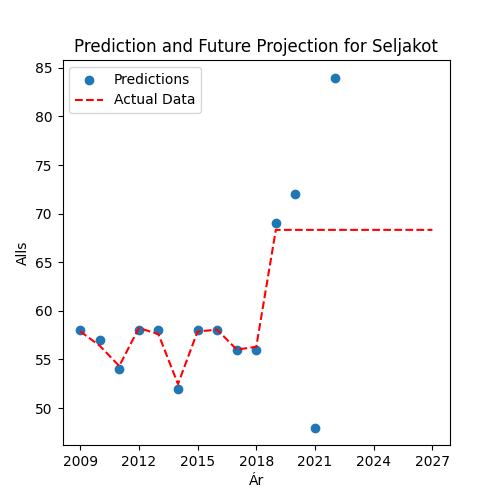 Prediction and Future Projection for Seljakot
Predictions
Actual Data
85
80
75
70
65
60
55
50
Alls
2009 2012 2015 2018 2021 2024 2027
Ár